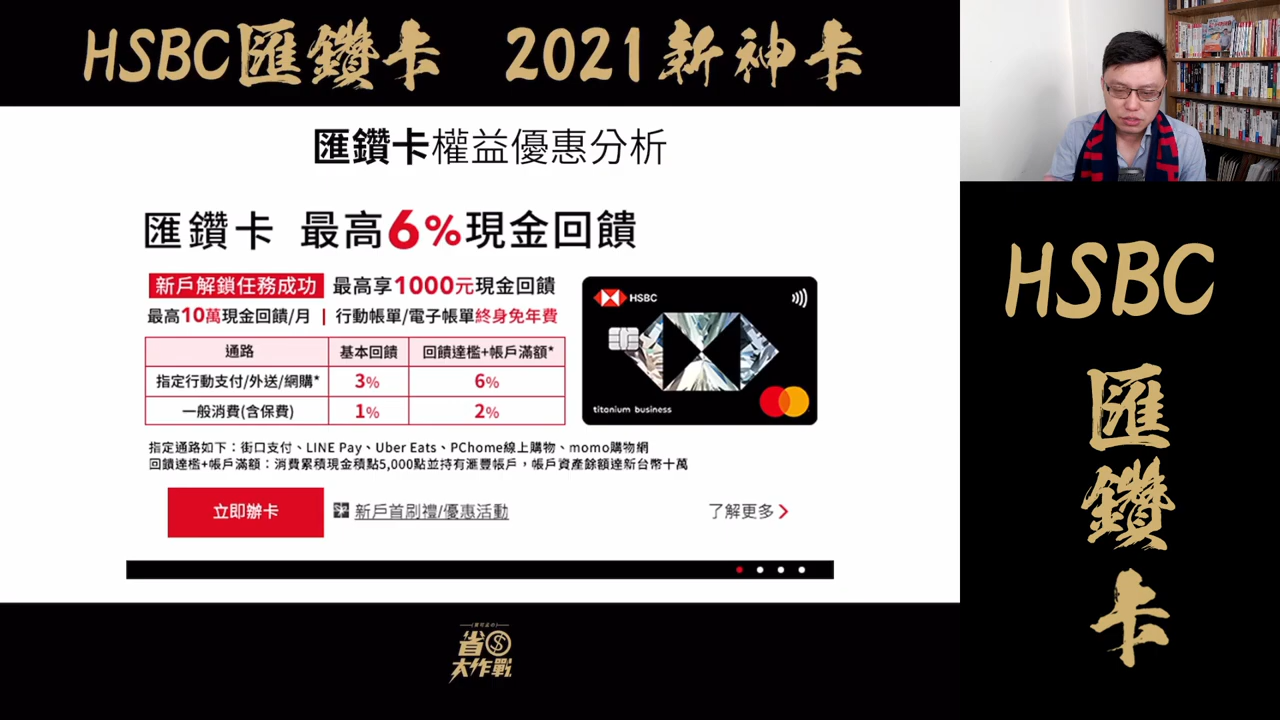 HSBC匯鑽卡 2021新神卡
匯鑽卡權益優惠分析
匯鑽卡 最高6%現金回饋
新戶解鎖任務成功 最高享1000元現金回饋
最高10萬現金回饋/月 | 行動帳單/電子帳單終身免年費
通路 基本回饋 回饋達檻+帳戶滿額*
指定行動支付/外送/網購* 3% 6%
一般消費(含保費) 1% 2%
指定通路如下：街口支付、LINE Pay、Uber Eats、PChome線上購物、momo購物網
回饋達檻+帳戶滿額：消費累積現金積點5,000點並持有滙豐帳戶，帳戶資產餘額達新台幣十萬
HSBC
titanium business
立即辦卡 新戶首刷禮/優惠活動 了解更多
省
大作戰
HSBC
匯
鑽
卡